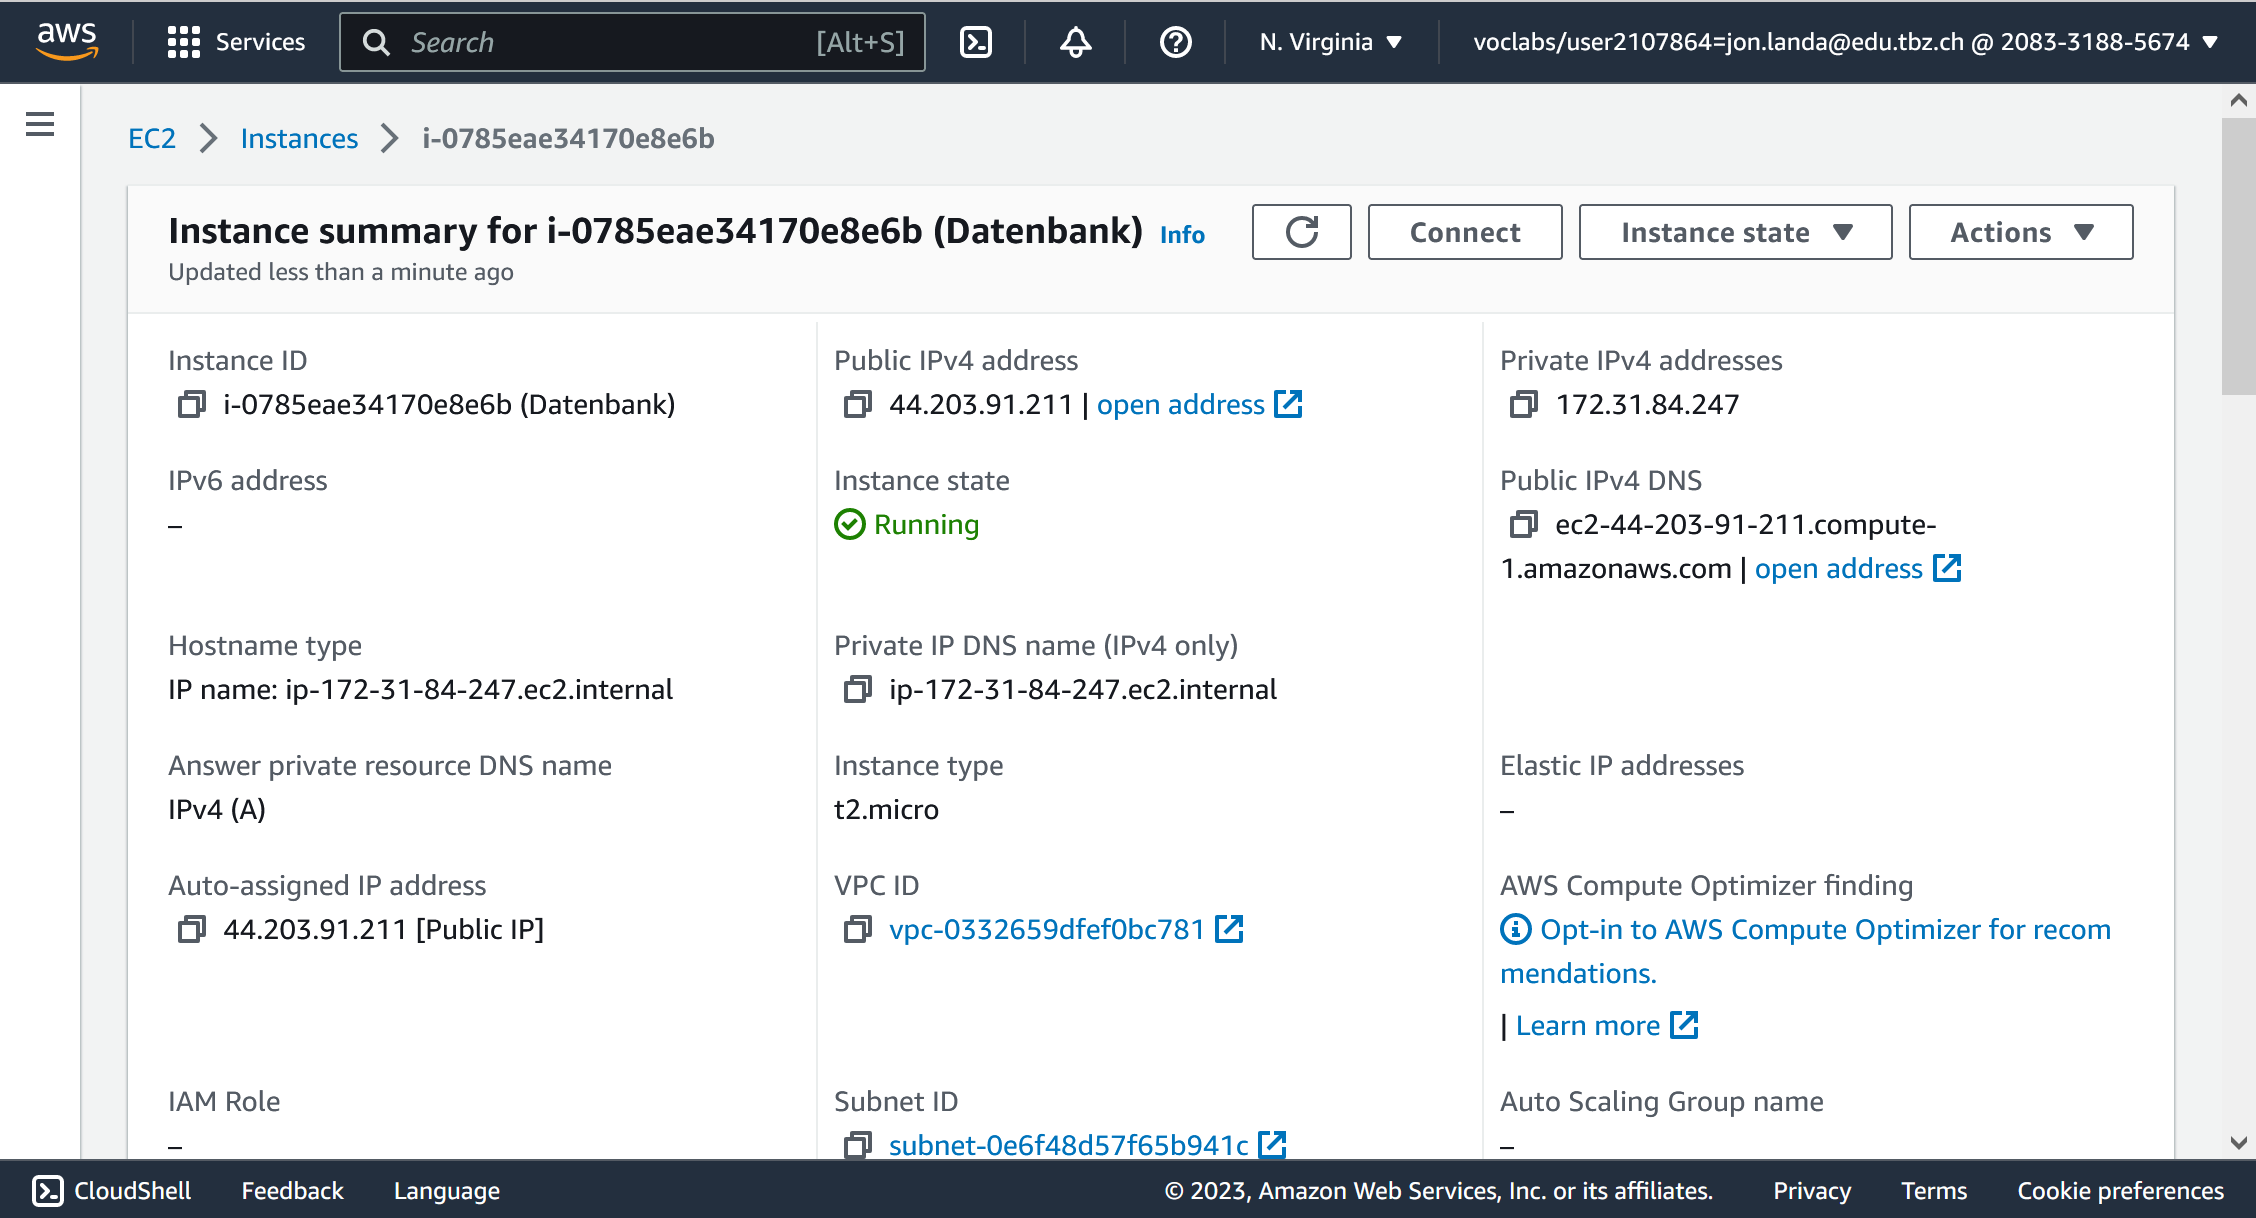 aws
Services
Search
[Alt+S]
N. Virginia
voclabs/user2107864=jon.landa@edu.tbz.ch @ 2083-3188-5674
EC2
Instances
i-0785eae34170e8e6b
Instance summary for i-0785eae34170e8e6b (Datenbank)
Info
Updated less than a minute ago
Connect
Instance state
Actions
Instance ID
i-0785eae34170e8e6b (Datenbank)
Public IPv4 address
44.203.91.211 | open address
Private IPv4 addresses
172.31.84.247
IPv6 address
–
Instance state
Running
Public IPv4 DNS
ec2-44-203-91-211.compute-
1.amazonaws.com | open address
Hostname type
IP name: ip-172-31-84-247.ec2.internal
Private IP DNS name (IPv4 only)
ip-172-31-84-247.ec2.internal
Answer private resource DNS name
IPv4 (A)
Instance type
t2.micro
Elastic IP addresses
–
Auto-assigned IP address
44.203.91.211 [Public IP]
VPC ID
vpc-0332659dfef0bc781
AWS Compute Optimizer finding
Opt-in to AWS Compute Optimizer for recom
mendations.
| Learn more
IAM Role
–
Subnet ID
subnet-0e6f48d57f65b941c
Auto Scaling Group name
–
CloudShell
Feedback
Language
© 2023, Amazon Web Services, Inc. or its affiliates.
Privacy
Terms
Cookie preferences